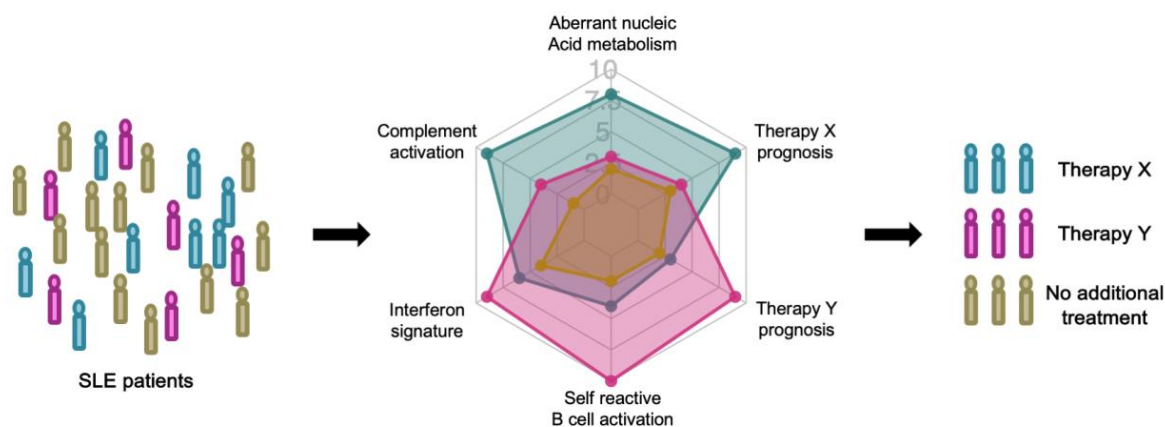 Aberrant nucleic
Acid metabolism
10
7.5
5
2.5
0
Complement
activation
Therapy X
prognosis
Interferon
signature
Therapy Y
prognosis
Self reactive
B cell activation
SLE patients
Therapy X
Therapy Y
No additional
treatment